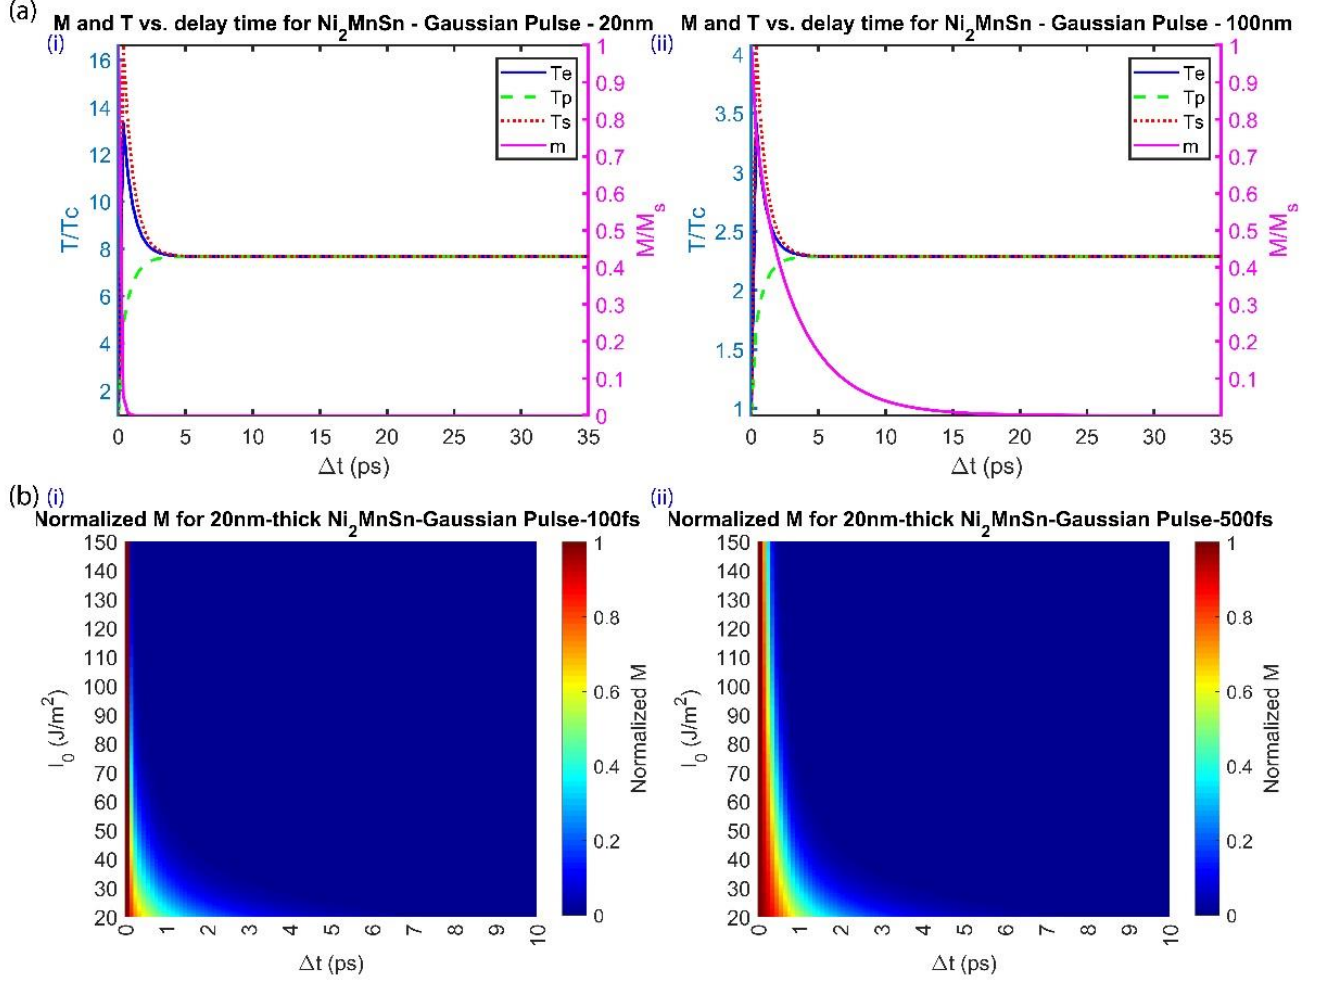 (a)
M and T vs. delay time for Ni2MnSn - Gaussian Pulse - 20nm
(i)
16
14
12
10
8
6
4
2
T/Tc
1
0.9
0.8
0.7
0.6
0.5
0.4
0.3
0.2
0.1
0
M/Ms
Te
Tp
Ts
m
0 5 10 15 20 25 30 35
Δt (ps)
(ii)
M and T vs. delay time for Ni2MnSn - Gaussian Pulse - 100nm
4
3.5
3
2.5
2
1.5
1
T/Tc
1
0.9
0.8
0.7
0.6
0.5
0.4
0.3
0.2
0.1
M/Ms
Te
Tp
Ts
m
0 5 10 15 20 25 30 35
Δt (ps)
(b)
(i)
Normalized M for 20nm-thick Ni2MnSn-Gaussian Pulse-100fs
150
140
130
120
110
100
90
80
70
60
50
40
30
20
I0 (J/m2)
0 1 2 3 4 5 6 7 8 9 10
Δt (ps)
1
0.8
0.6
0.4
0.2
0
Normalized M
(ii)
Normalized M for 20nm-thick Ni2MnSn-Gaussian Pulse-500fs
150
140
130
120
110
100
90
80
70
60
50
40
30
20
I0 (J/m2)
0 1 2 3 4 5 6 7 8 9 10
Δt (ps)
1
0.8
0.6
0.4
0.2
0
Normalized M